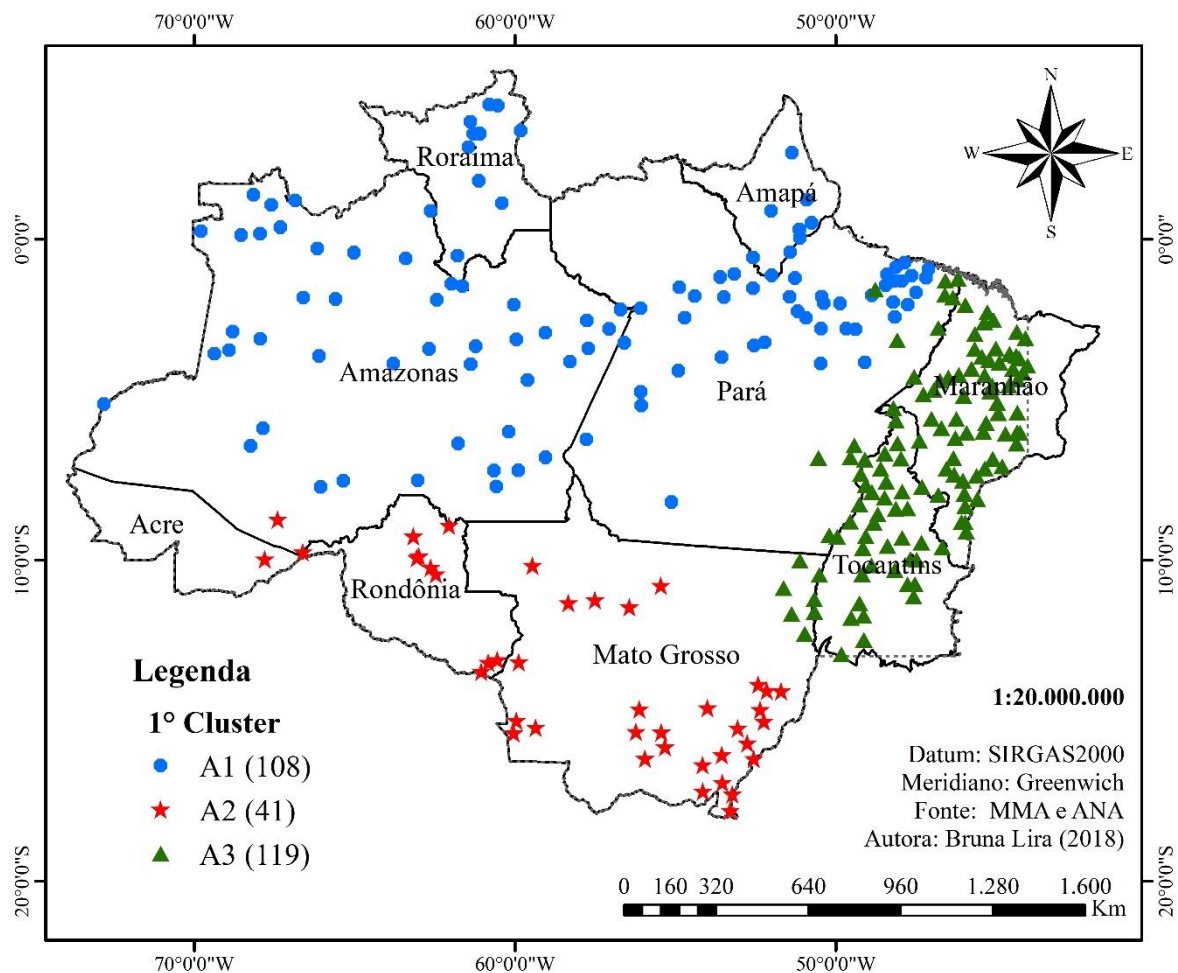 70°0'0"W 60°0'0"W 50°0'0"W
N
W E
S
Roraima
Amapá
0°0'0"
0°0'0"
Amazonas
Pará
Maranhão
Acre
Rondônia
Tocantins
10°0'0"S
10°0'0"S
Mato Grosso
Legenda
1° Cluster
A1 (108)
A2 (41)
A3 (119)
1:20.000.000
Datum: SIRGAS2000
Meridiano: Greenwich
Fonte: MMA e ANA
Autora: Bruna Lira (2018)
0 160 320 640 960 1.280 1.600
Km
20°0'0"S
20°0'0"S
70°0'0"W 60°0'0"W 50°0'0"W